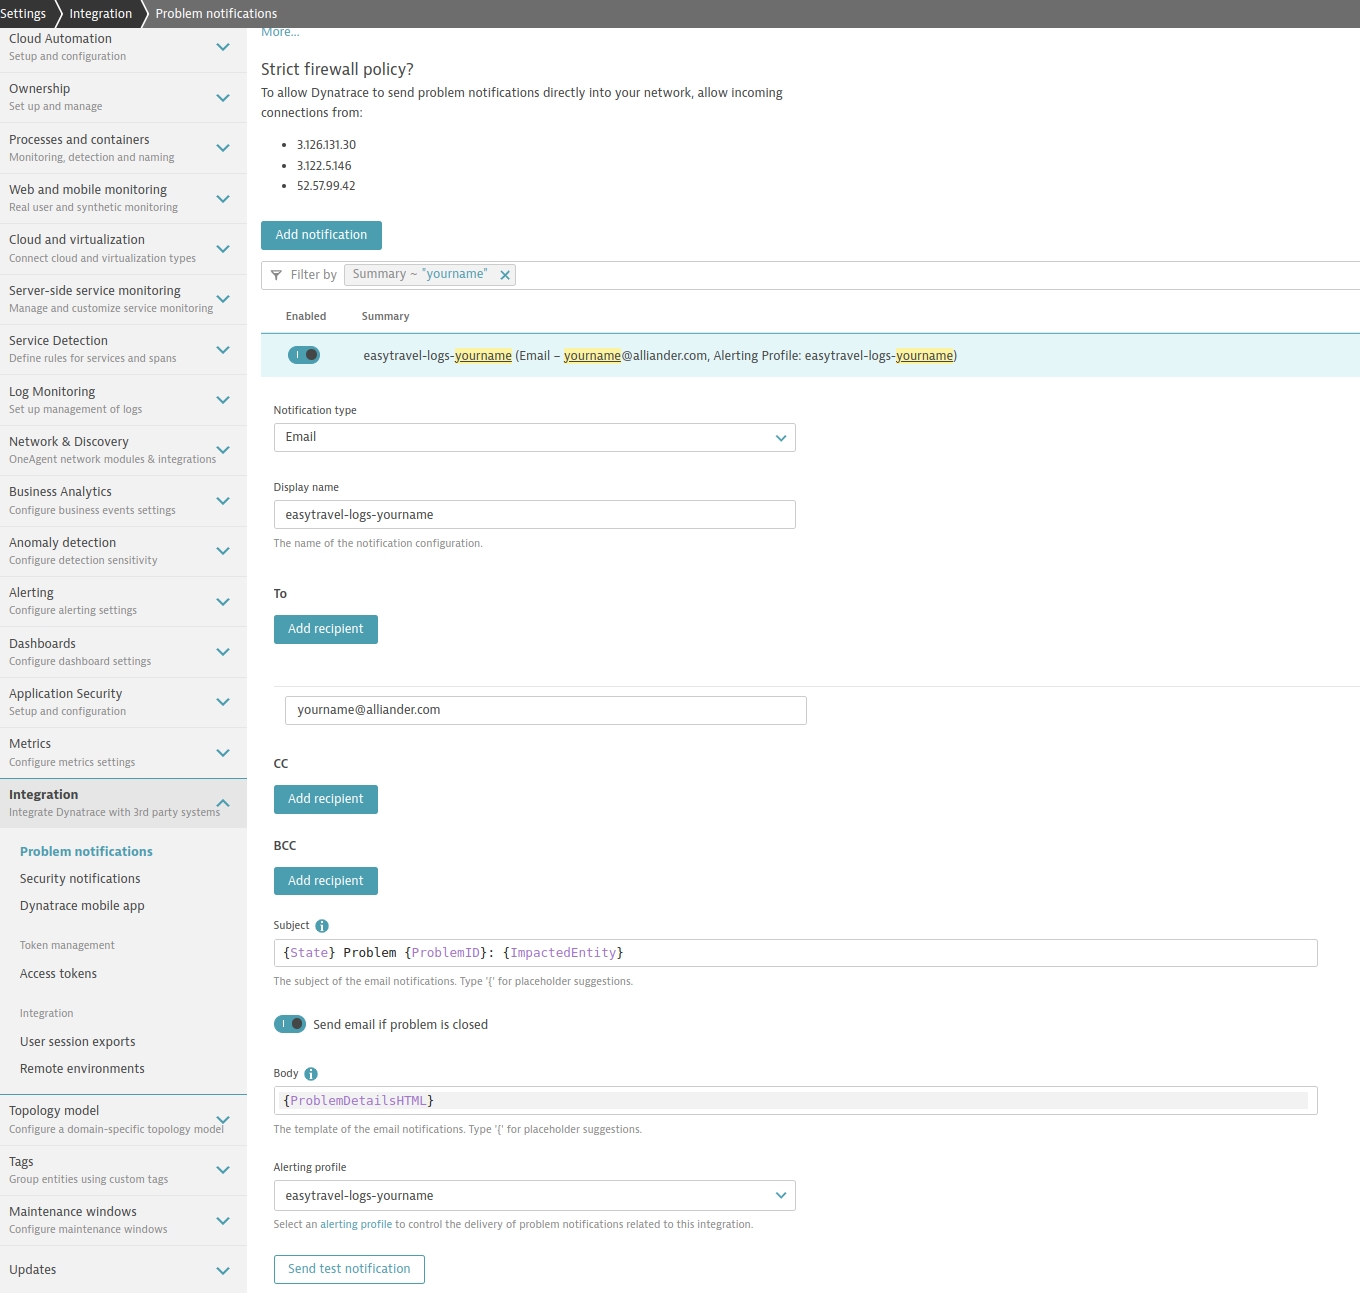 Settings
Integration
Problem notifications
Cloud Automation
Setup and configuration
Ownership
Set up and manage
Processes and containers
Monitoring, detection and naming
Web and mobile monitoring
Real user and synthetic monitoring
Cloud and virtualization
Connect cloud and virtualization types
Server-side service monitoring
Manage and customize service monitoring
Service Detection
Define rules for services and spans
Log Monitoring
Set up management of logs
Network & Discovery
OneAgent network modules & integrations
Business Analytics
Configure business events settings
Anomaly detection
Configure detection sensitivity
Alerting
Configure alerting settings
Dashboards
Configure dashboard settings
Application Security
Setup and configuration
Metrics
Configure metrics settings
Integration
Integrate Dynatrace with 3rd party systems
Problem notifications
Security notifications
Dynatrace mobile app
Token management
Access tokens
Integration
User session exports
Remote environments
Topology model
Configure a domain-specific topology model
Tags
Group entities using custom tags
Maintenance windows
Configure maintenance windows
Updates
More...
Strict firewall policy?
To allow Dynatrace to send problem notifications directly into your network, allow incoming
connections from:
• 3.126.131.30
• 3.122.5.146
• 52.57.99.42
Add notification
Filter by
Summary ~ "yourname"
Enabled
Summary
easytravel-logs-yourname (Email – yourname@alliander.com, Alerting Profile: easytravel-logs-yourname)
Notification type
Email
Display name
easytravel-logs-yourname
The name of the notification configuration.
To
Add recipient
yourname@alliander.com
CC
Add recipient
BCC
Add recipient
Subject
{State} Problem {ProblemID}: {ImpactedEntity}
The subject of the email notifications. Type '{' for placeholder suggestions.
Send email if problem is closed
Body
{ProblemDetailsHTML}
The template of the email notifications. Type '{' for placeholder suggestions.
Alerting profile
easytravel-logs-yourname
Select an alerting profile to control the delivery of problem notifications related to this integration.
Send test notification